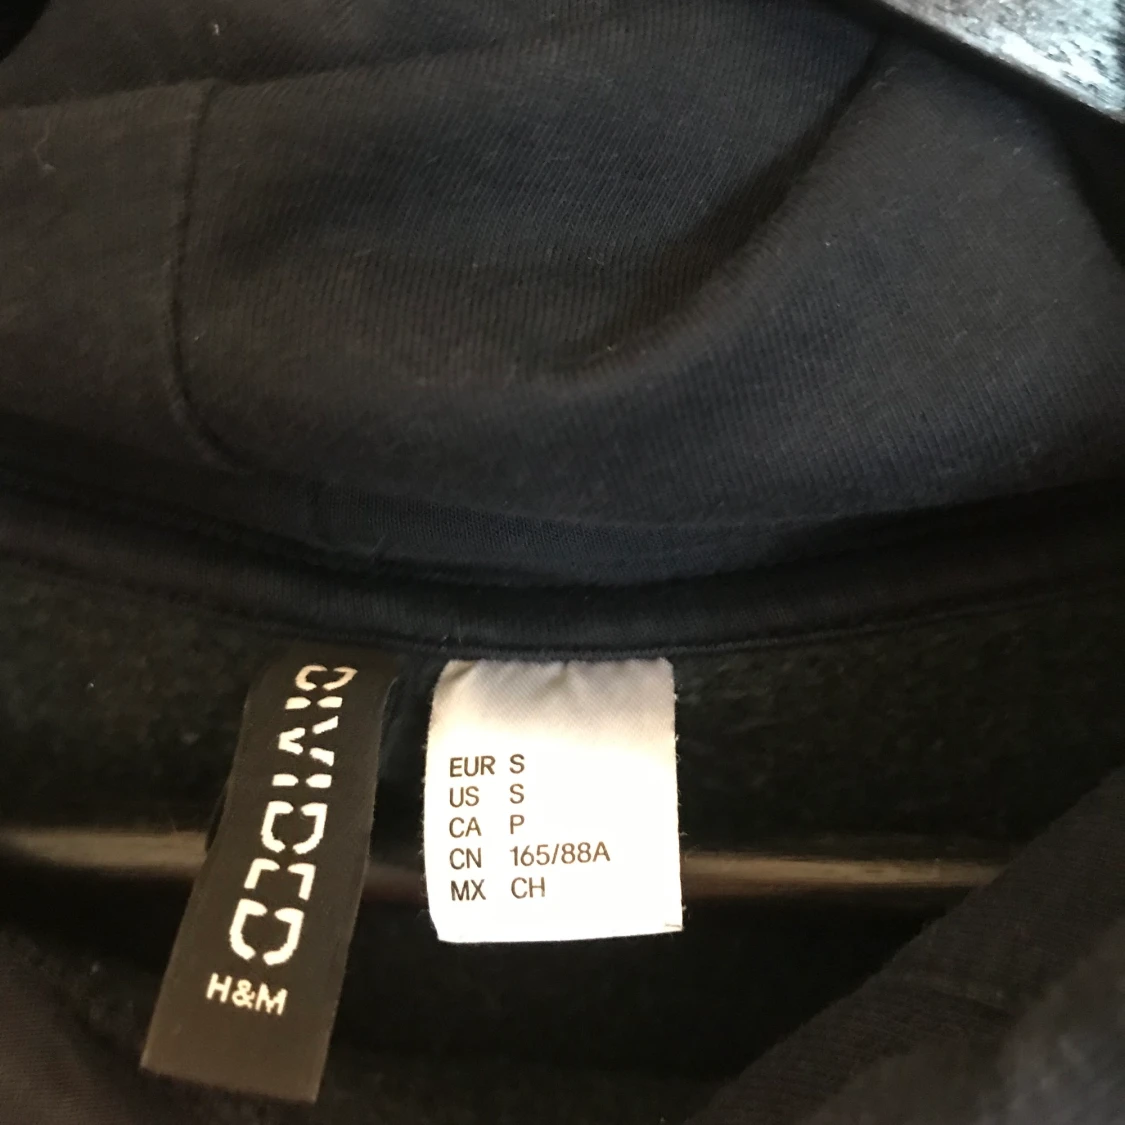 DIVIDED
H&M
EUR S
US S
CA P
CN 165/88A
MX CH